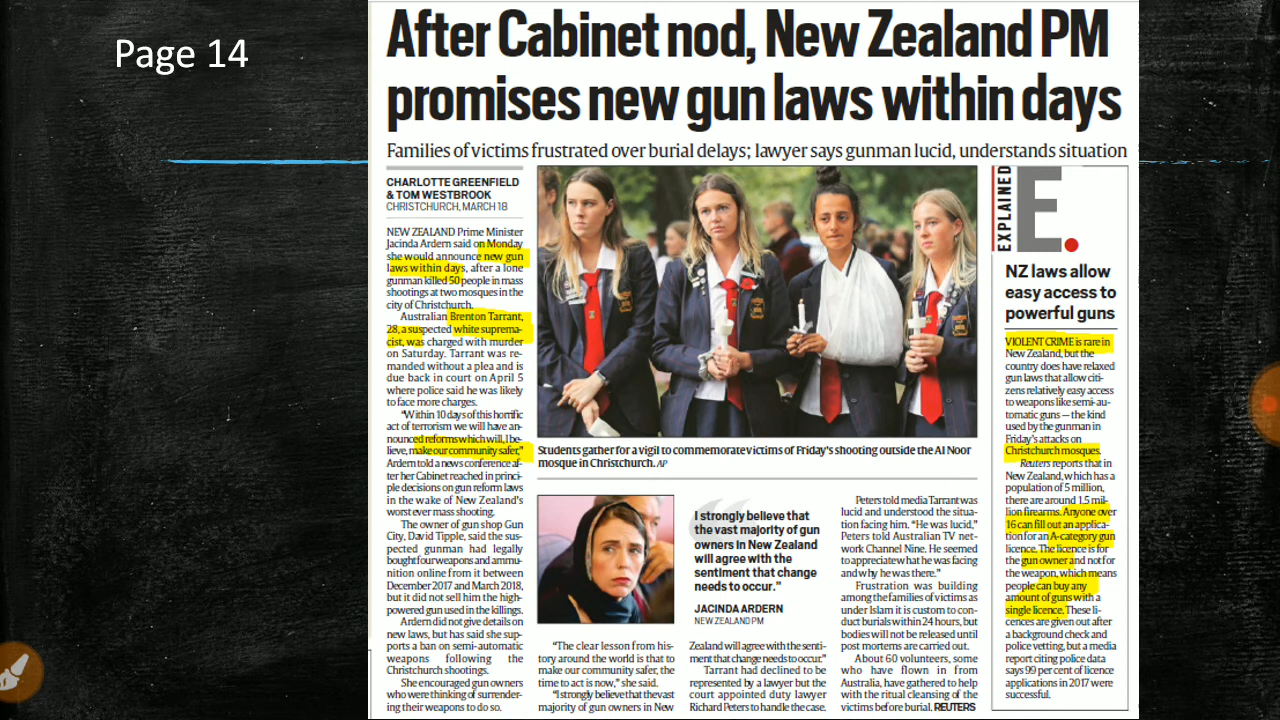 Page 14
After Cabinet nod, New Zealand PM
promises new gun laws within days
Families of victims frustrated over burial delays; lawyer says gunman lucid, understands situation
CHARLOTTE GREENFIELD
& TOM WESTBROOK
CHRISTCHURCH, MARCH 18
NEW ZEALAND Prime Minister
Jacinda Ardern said on Monday
she would announce new gun
laws within days, after a lone
gunman killed 50 people in mass
shootings at two mosques in the
city of Christchurch.
Australian Brenton Tarrant,
28, a suspected white suprema-
cist, was charged with murder
on Saturday. Tarrant was re-
manded without a plea and is
due back in court on April 5
where police said he was likely
to face more charges.
“Within 10 days of this horrific
act of terrorism we will have an-
nounced reforms which will, I be-
lieve, make our community safer,”
Ardern told a news conference af-
ter her Cabinet reached in princi-
ple decisions on gun reform laws
in the wake of New Zealand's
worst ever mass shooting.
The owner of gun shop Gun
City, David Tipple, said the sus-
pected gunman had legally
bought four weapons and ammu-
nition online from it between
December 2017 and March 2018,
but it did not sell him the high-
powered gun used in the killings.
Ardern did not give details on
new laws, but has said she sup-
ports a ban on semi-automatic
weapons following the
Christchurch shootings.
She encouraged gun owners
who were thinking of surrender-
ing their weapons to do so.
Students gather for a vigil to commemorate victims of Friday's shooting outside the Al Noor
mosque in Christchurch. AP
I strongly believe that
the vast majority of gun
owners in New Zealand
will agree with the
sentiment that change
needs to occur.”
JACINDA ARDERN
NEW ZEALAND PM
“The clear lesson from his-
tory around the world is that to
make our community safer, the
time to act is now,” she said.
“I strongly believe that the vast
majority of gun owners in New
Zealand will agree with the senti-
ment that change needs to occur.”
Tarrant had declined to be
represented by a lawyer but the
court appointed duty lawyer
Richard Peters to handle the case.
Peters told media Tarrant was
lucid and understood the situa-
tion facing him. “He was lucid,”
Peters told Australian TV net-
work Channel Nine. He seemed
to appreciate what he was facing
and why he was there.”
Frustration was building
among the families of victims as
under Islam it is custom to con-
duct burials within 24 hours, but
bodies will not be released until
post mortems are carried out.
About 60 volunteers, some
who have flown in from
Australia, have gathered to help
with the ritual cleansing of the
victims before burial. REUTERS
EXPLAINED
E.
NZ laws allow
easy access to
powerful guns
VIOLENT CRIME is rare in
New Zealand, but the
country does have relaxed
gun laws that allow citi-
zens relatively easy access
to weapons like semi-au-
tomatic guns — the kind
used by the gunman in
Friday's attacks on
Christchurch mosques.
Reuters reports that in
New Zealand, which has a
population of 5 million,
there are around 1.5 mil-
lion firearms. Anyone over
16 can fill out an applica-
tion for an A-category gun
licence. The licence is for
the gun owner and not for
the weapon, which means
people can buy any
amount of guns with a
single licence. These li-
cences are given out after
a background check and
police vetting, but a media
report citing police data
says 99 per cent of licence
applications in 2017 were
successful.